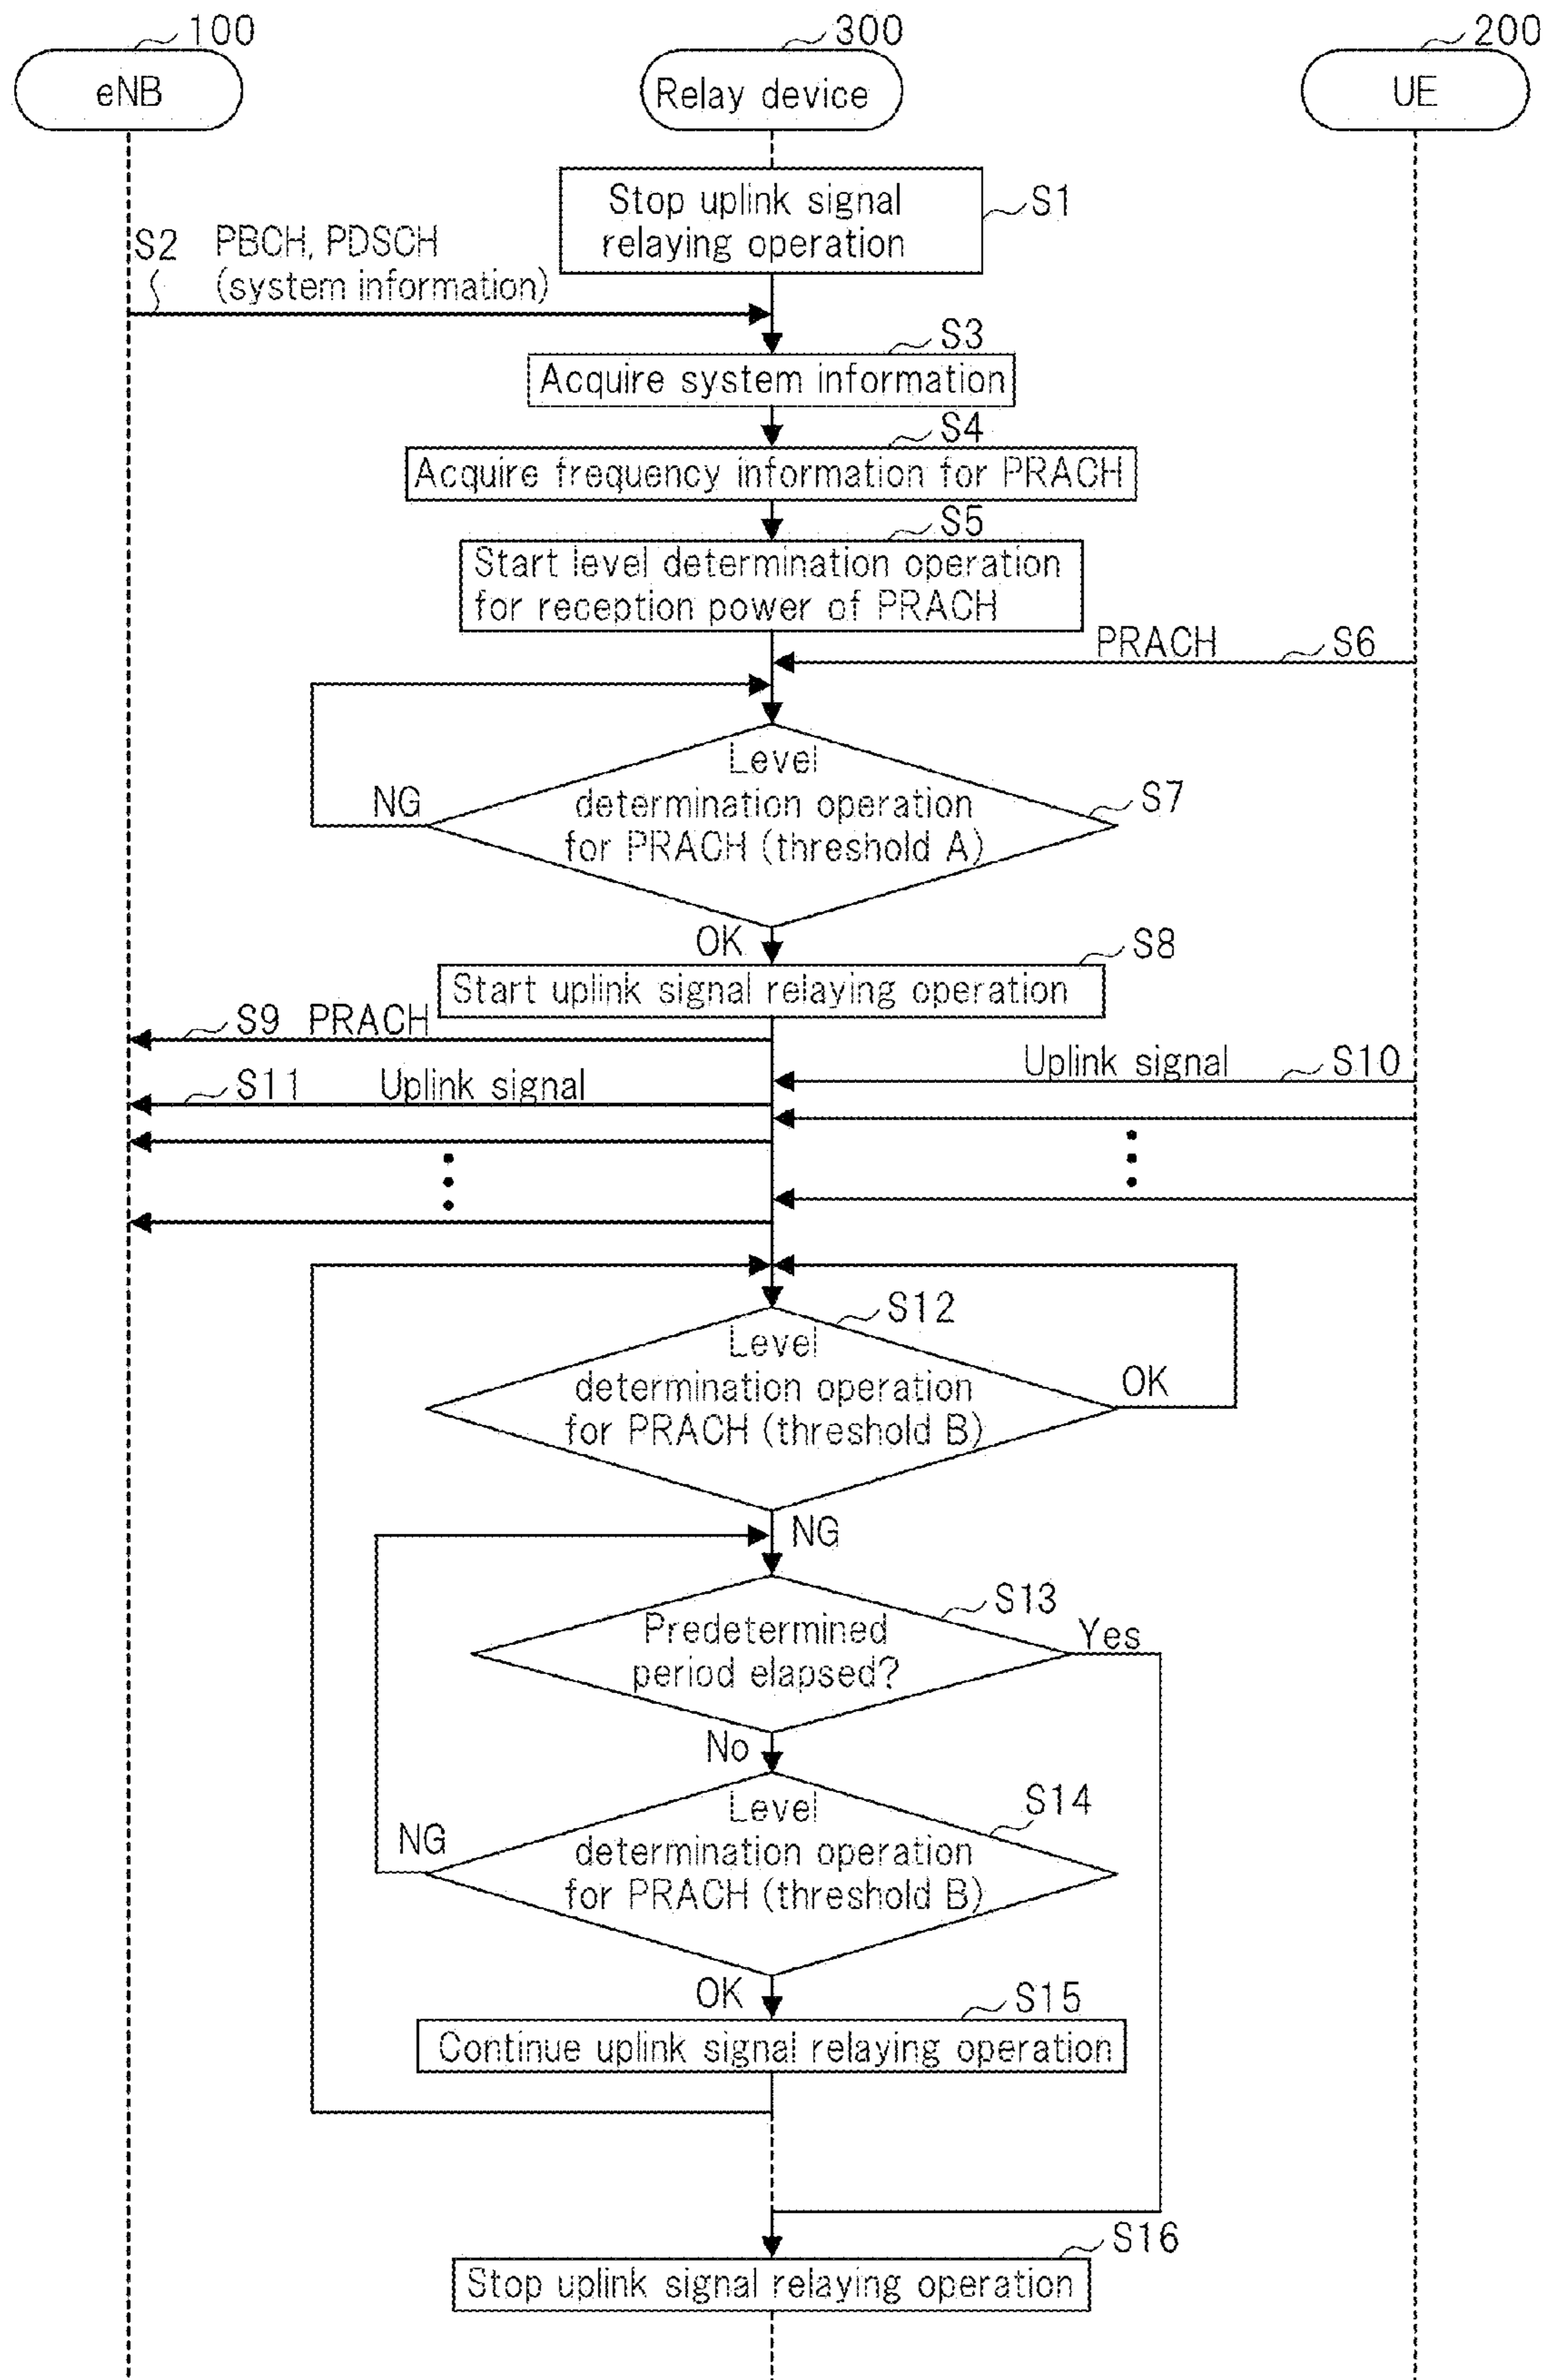 100
300
200
eNB
Relay device
UE
Stop uplink signal
relaying operation
S1
S2
PBCH, PDSCH
(system information)
S3
Acquire system information
S4
Acquire frequency information for PRACH
S5
Start level determination operation
for reception power of PRACH
PRACH
S6
Level
determination operation
for PRACH (threshold A)
NG
S7
OK
S8
Start uplink signal relaying operation
S9 PRACH
Uplink signal
S10
S11
Uplink signal
S12
Level
determination operation
for PRACH (threshold B)
OK
NG
S13
Predetermined
period elapsed?
Yes
No
S14
Level
determination operation
for PRACH (threshold B)
NG
OK
S15
Continue uplink signal relaying operation
S16
Stop uplink signal relaying operation